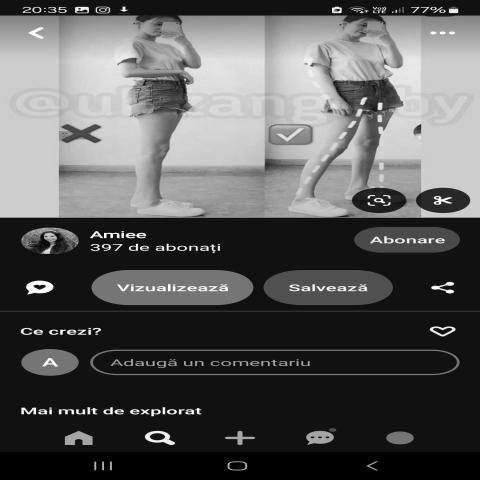 20:35
77%
Amiee
397 de abonați
Abonare
Vizualizează
Salvează
Ce crezi?
A
Adaugă un comentariu
Mai mult de explorat